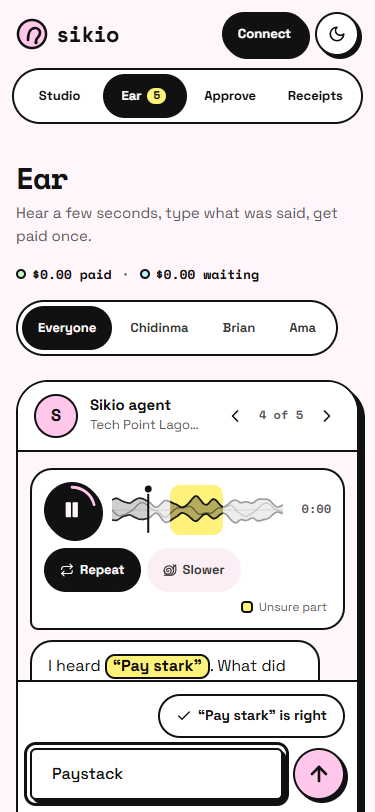 sikio
Connect
Studio
Ear 5
Approve
Receipts
Ear
Hear a few seconds, type what was said, get
paid once.
$0.00 paid · $0.00 waiting
Everyone
Chidinma
Brian
Ama
S
Sikio agent
Tech Point Lago…
4 of 5
0:00
Repeat
Slower
Unsure part
I heard “Pay stark”. What did
“Pay stark” is right
Paystack